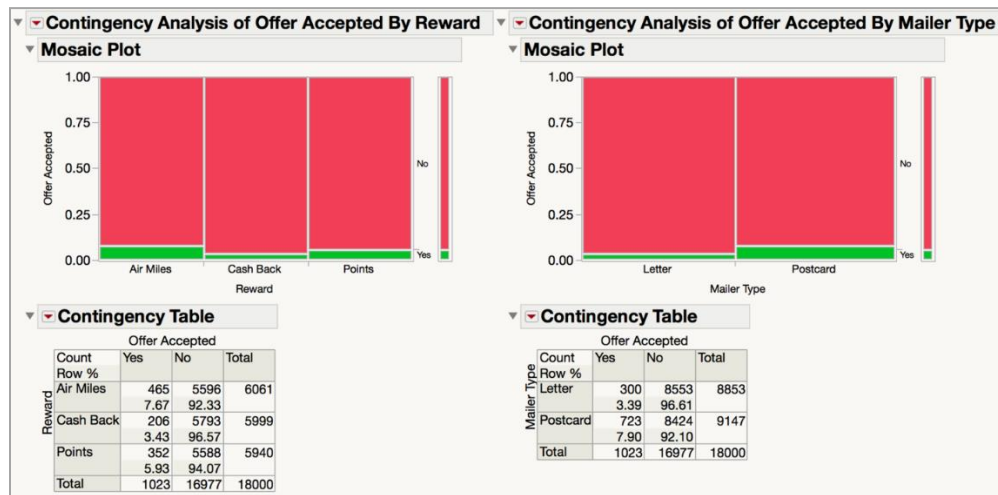 Contingency Analysis of Offer Accepted By Reward
Mosaic Plot
1.00
0.75
0.50
0.25
0.00
Offer Accepted
No
Yes
Air Miles Cash Back Points
Reward
Contingency Table
Offer Accepted
Count Yes No Total
Row %
Reward
Air Miles 465 5596 6061
7.67 92.33
Cash Back 206 5793 5999
3.43 96.57
Points 352 5588 5940
5.93 94.07
Total 1023 16977 18000
Contingency Analysis of Offer Accepted By Mailer Type
Mosaic Plot
1.00
0.75
0.50
0.25
0.00
Offer Accepted
No
Yes
Letter Postcard
Mailer Type
Contingency Table
Offer Accepted
Count Yes No Total
Row %
Mailer Type
Letter 300 8553 8853
3.39 96.61
Postcard 723 8424 9147
7.90 92.10
Total 1023 16977 18000